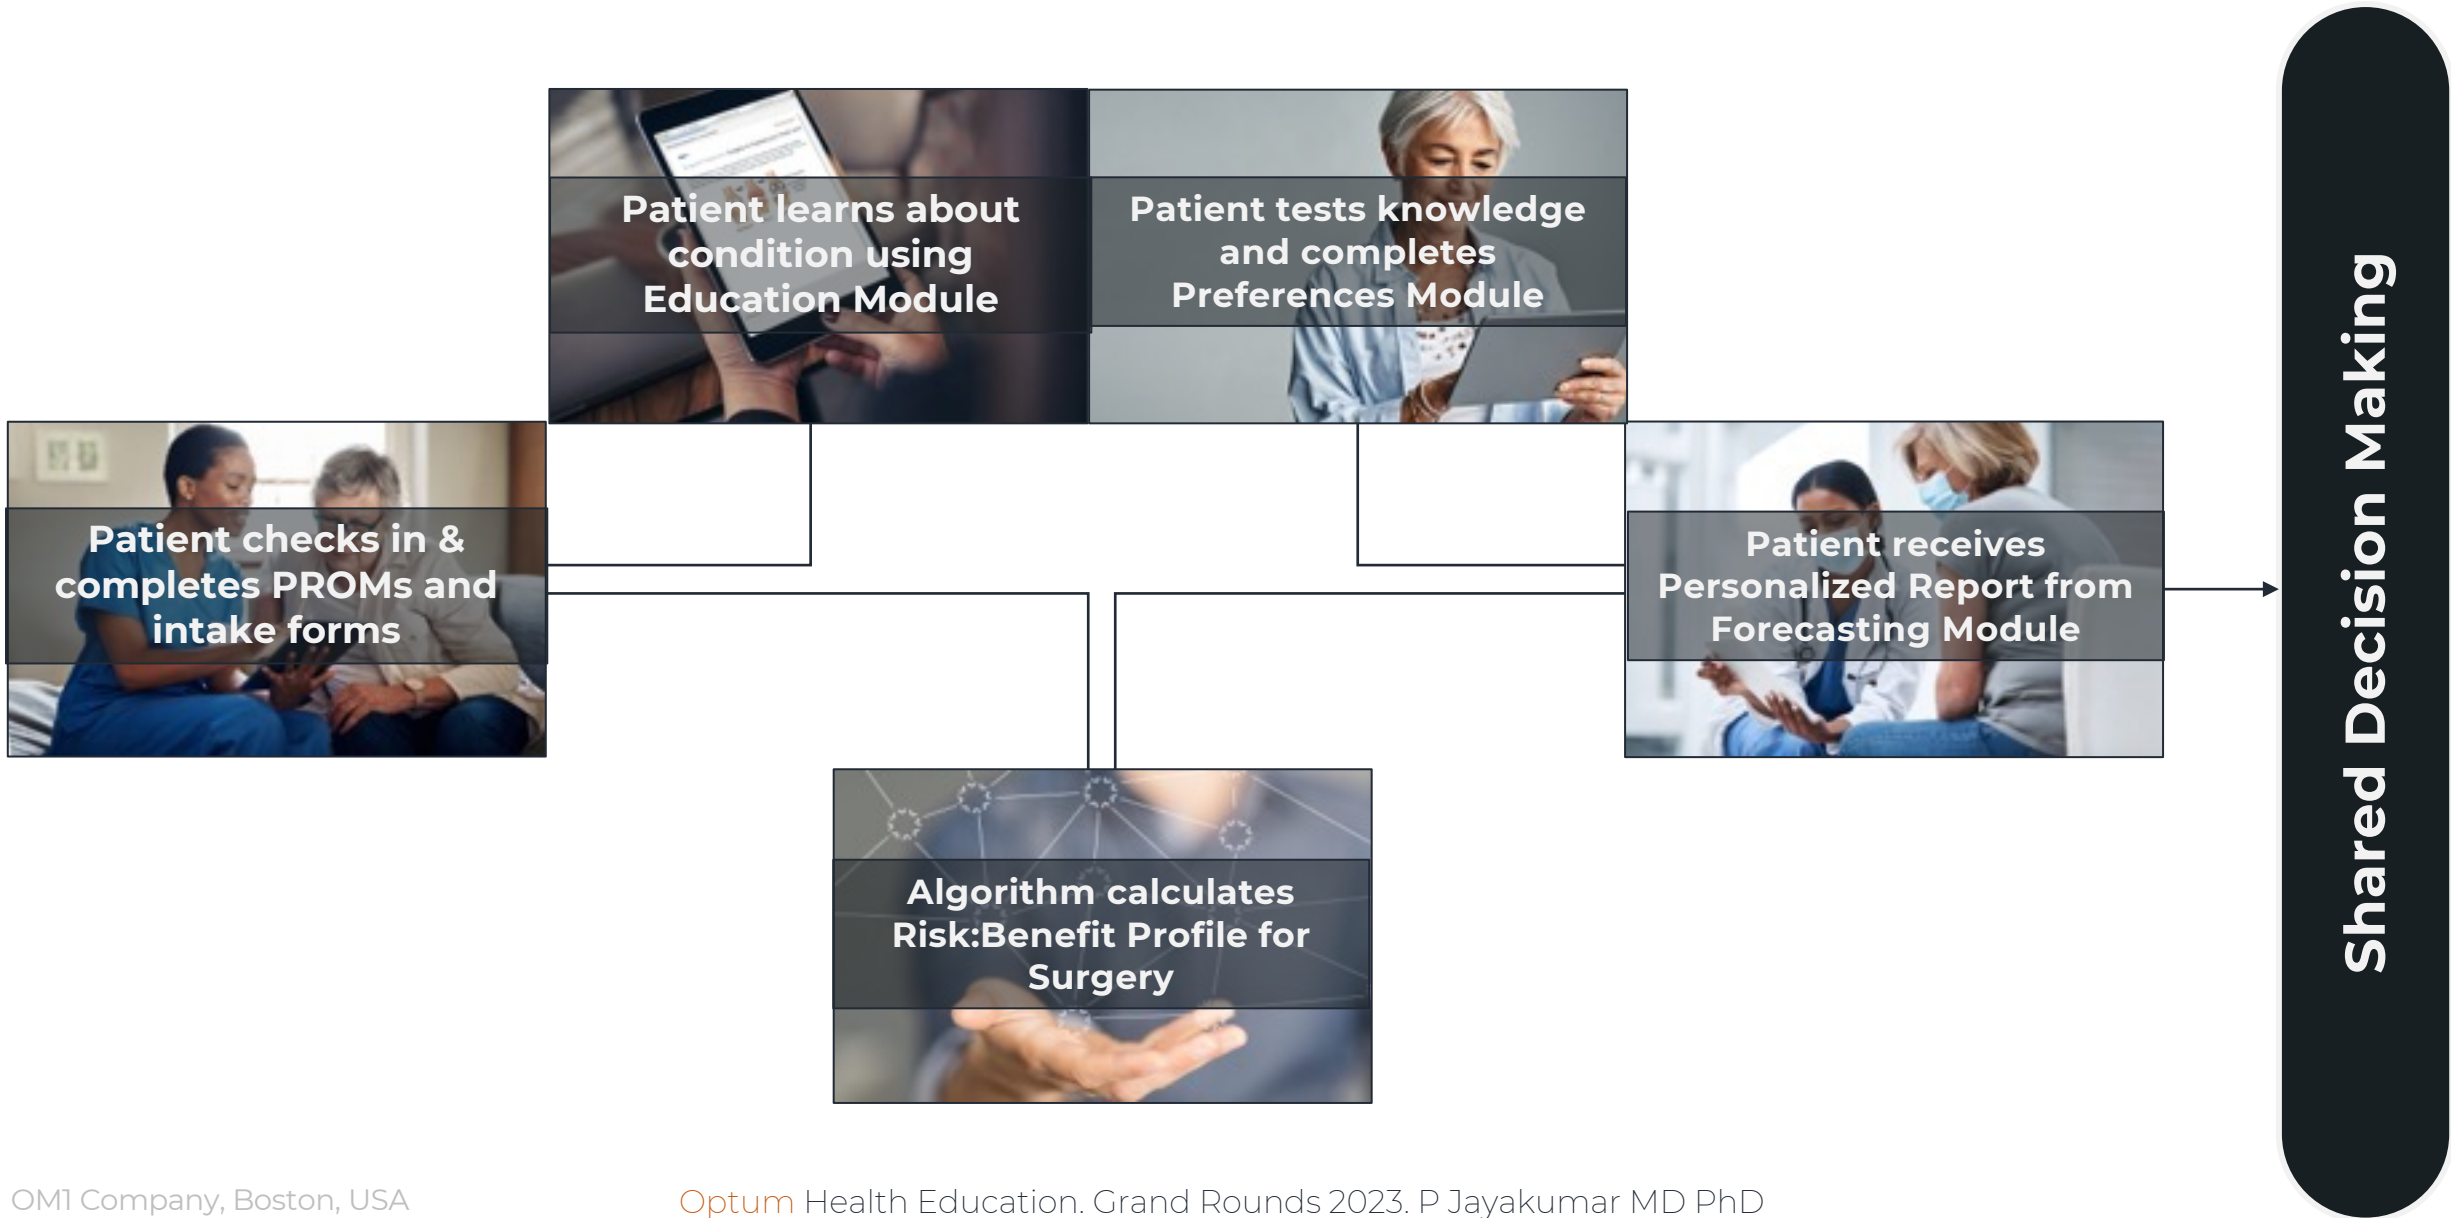 Patient learns about
condition using
Education Module
Patient tests knowledge
and completes
Preferences Module
Patient checks in &
completes PROMs and
intake forms
Patient receives
Personalized Report from
Forecasting Module
Algorithm calculates
Risk:Benefit Profile for
Surgery
Shared Decision Making
OM1 Company, Boston, USA
Optum Health Education. Grand Rounds 2023. P Jayakumar MD PhD